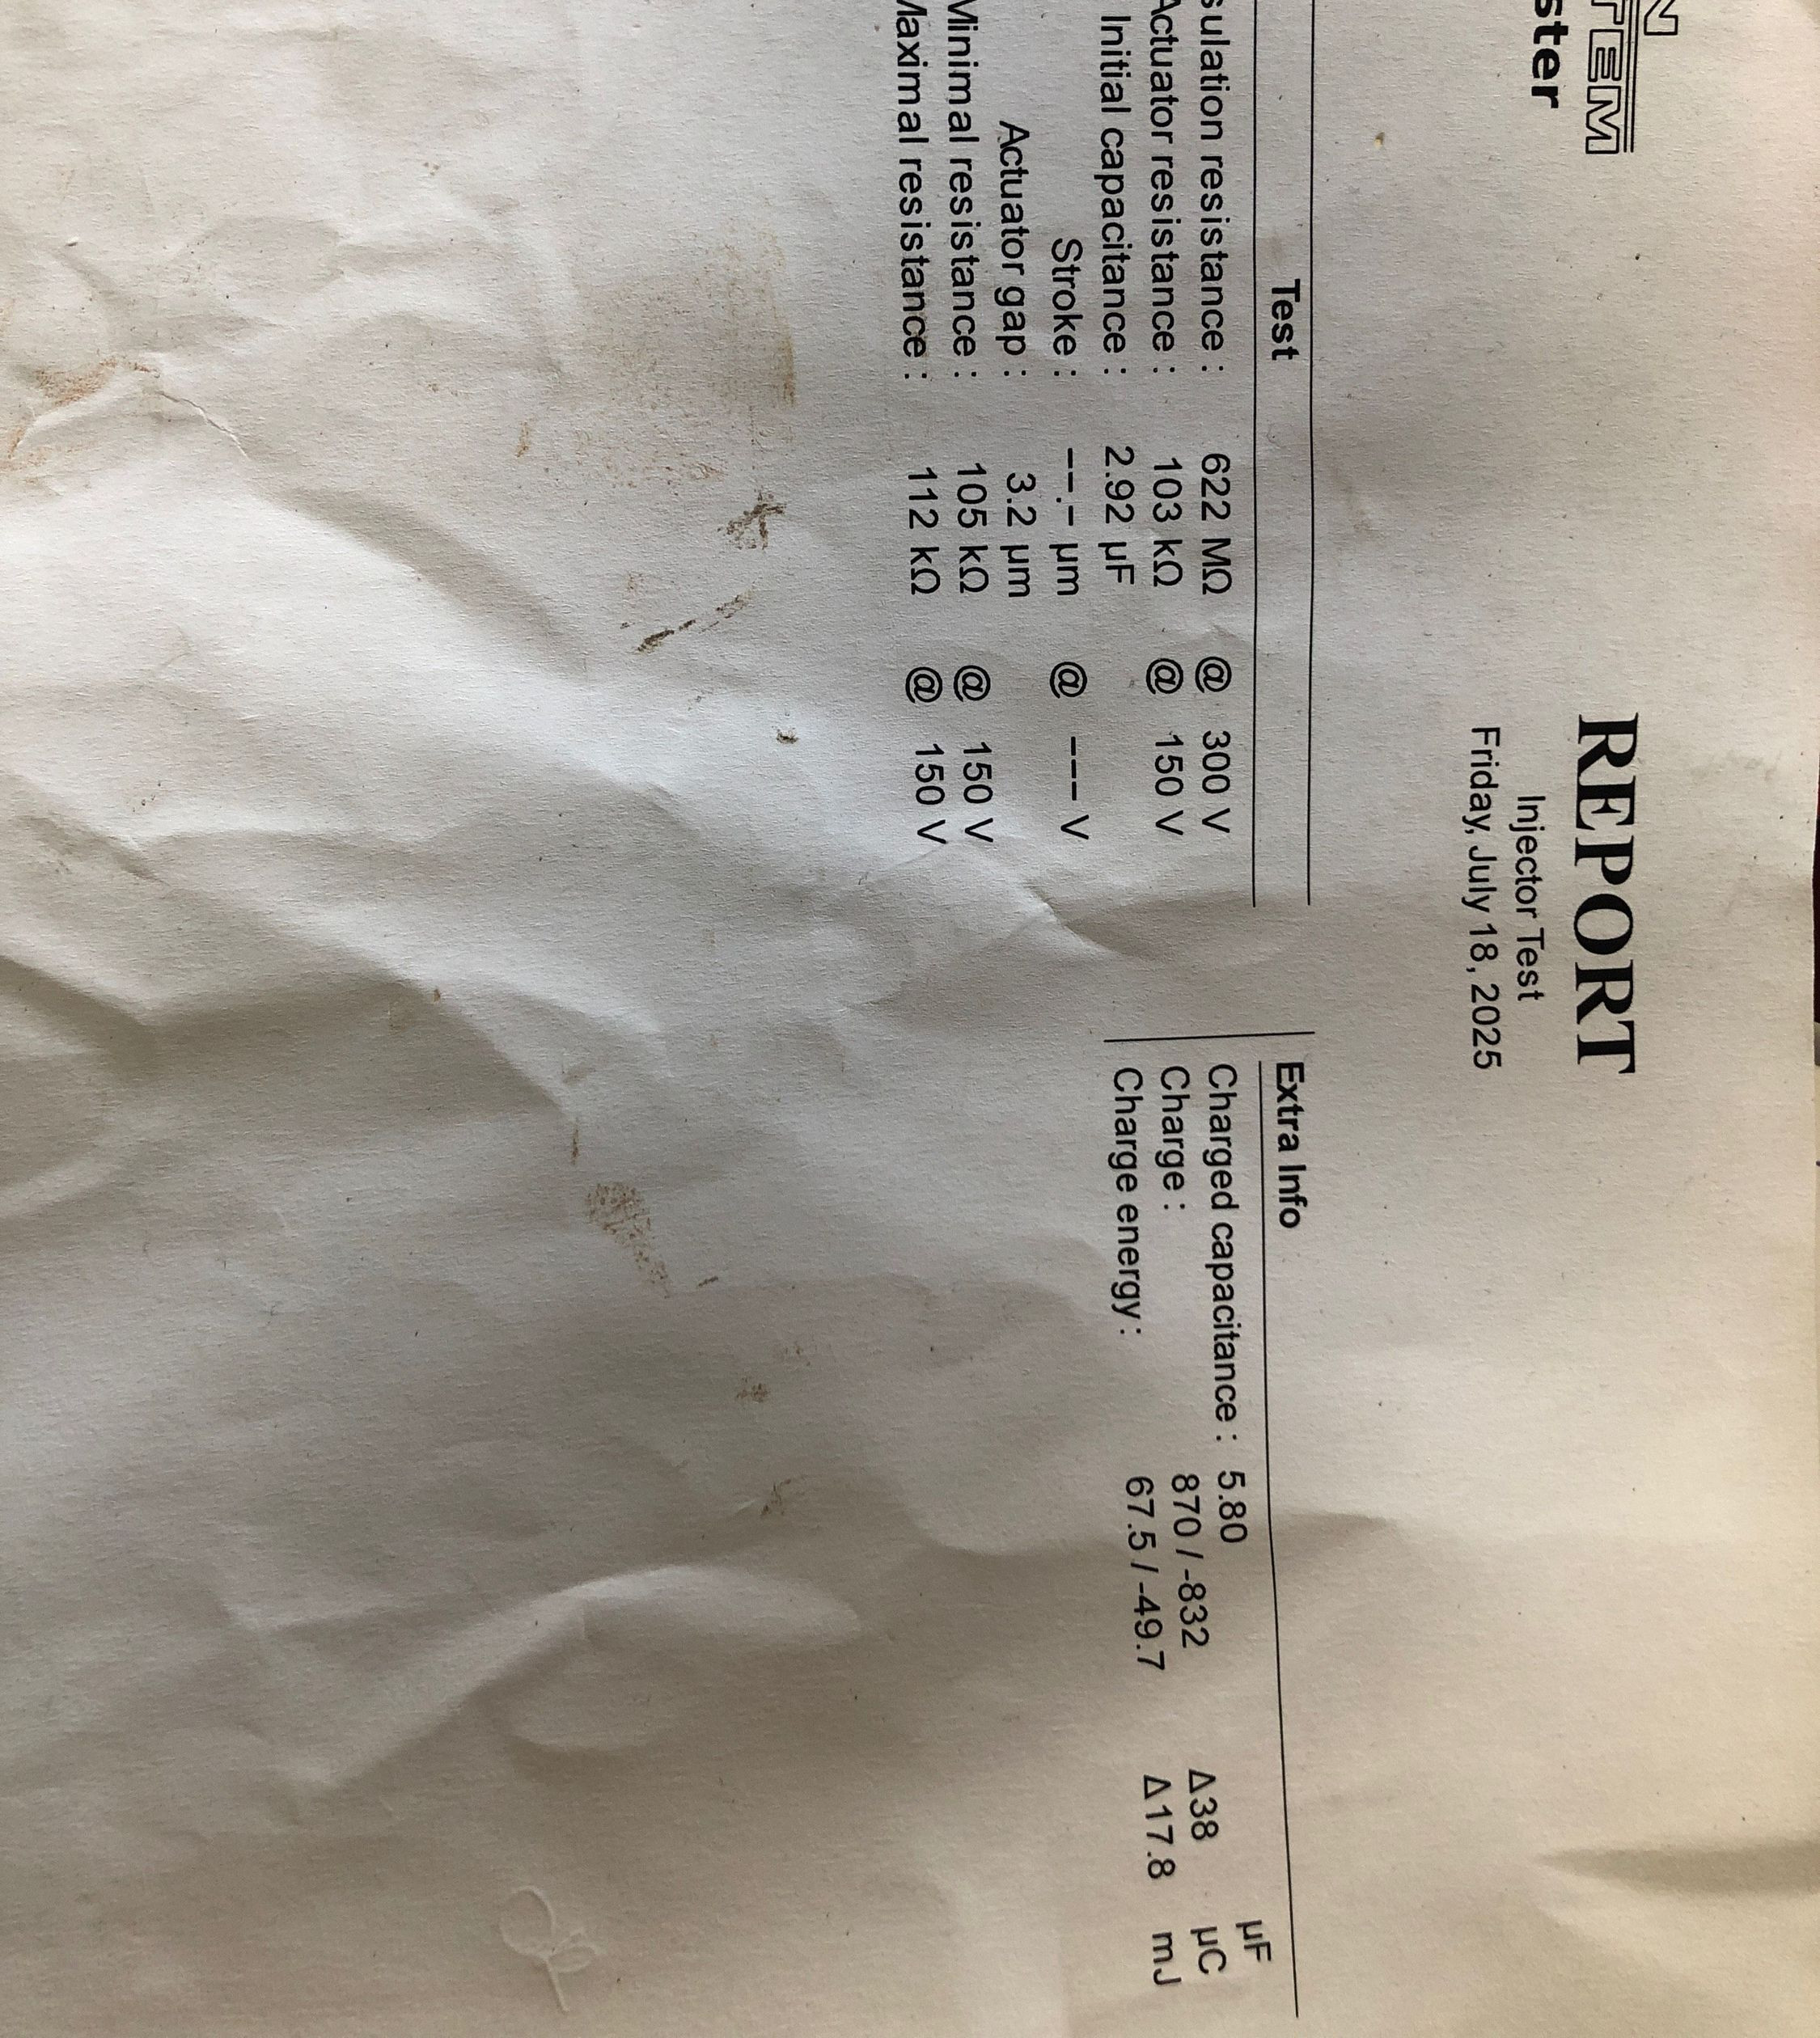 N
TEM
ster
REPORT
Injector Test
Friday, July 18, 2025
Test
sulation resistance : 622 MΩ @ 300 V
Actuator resistance : 103 kΩ @ 150 V
Initial capacitance : 2.92 µF
Stroke : --.- µm @ --- V
Actuator gap : 3.2 µm
Minimal resistance : 105 kΩ @ 150 V
Maximal resistance : 112 kΩ @ 150 V
Extra Info
Charged capacitance : 5.80 µF
Charge : 870 / -832 Δ38 µC
Charge energy : 67.5 / -49.7 Δ17.8 mJ